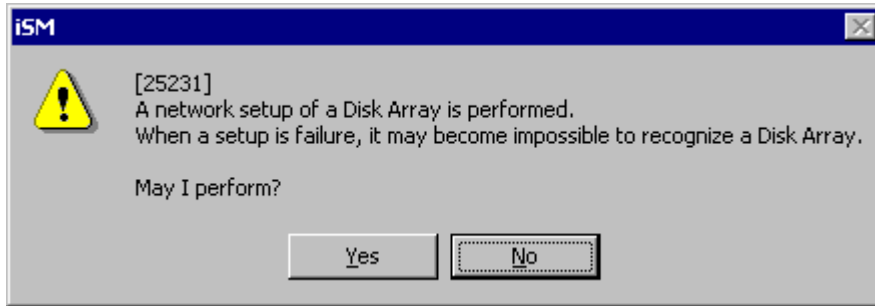 iSM
[25231]
A network setup of a Disk Array is performed.
When a setup is failure, it may become impossible to recognize a Disk Array.
May I perform?
Yes
No